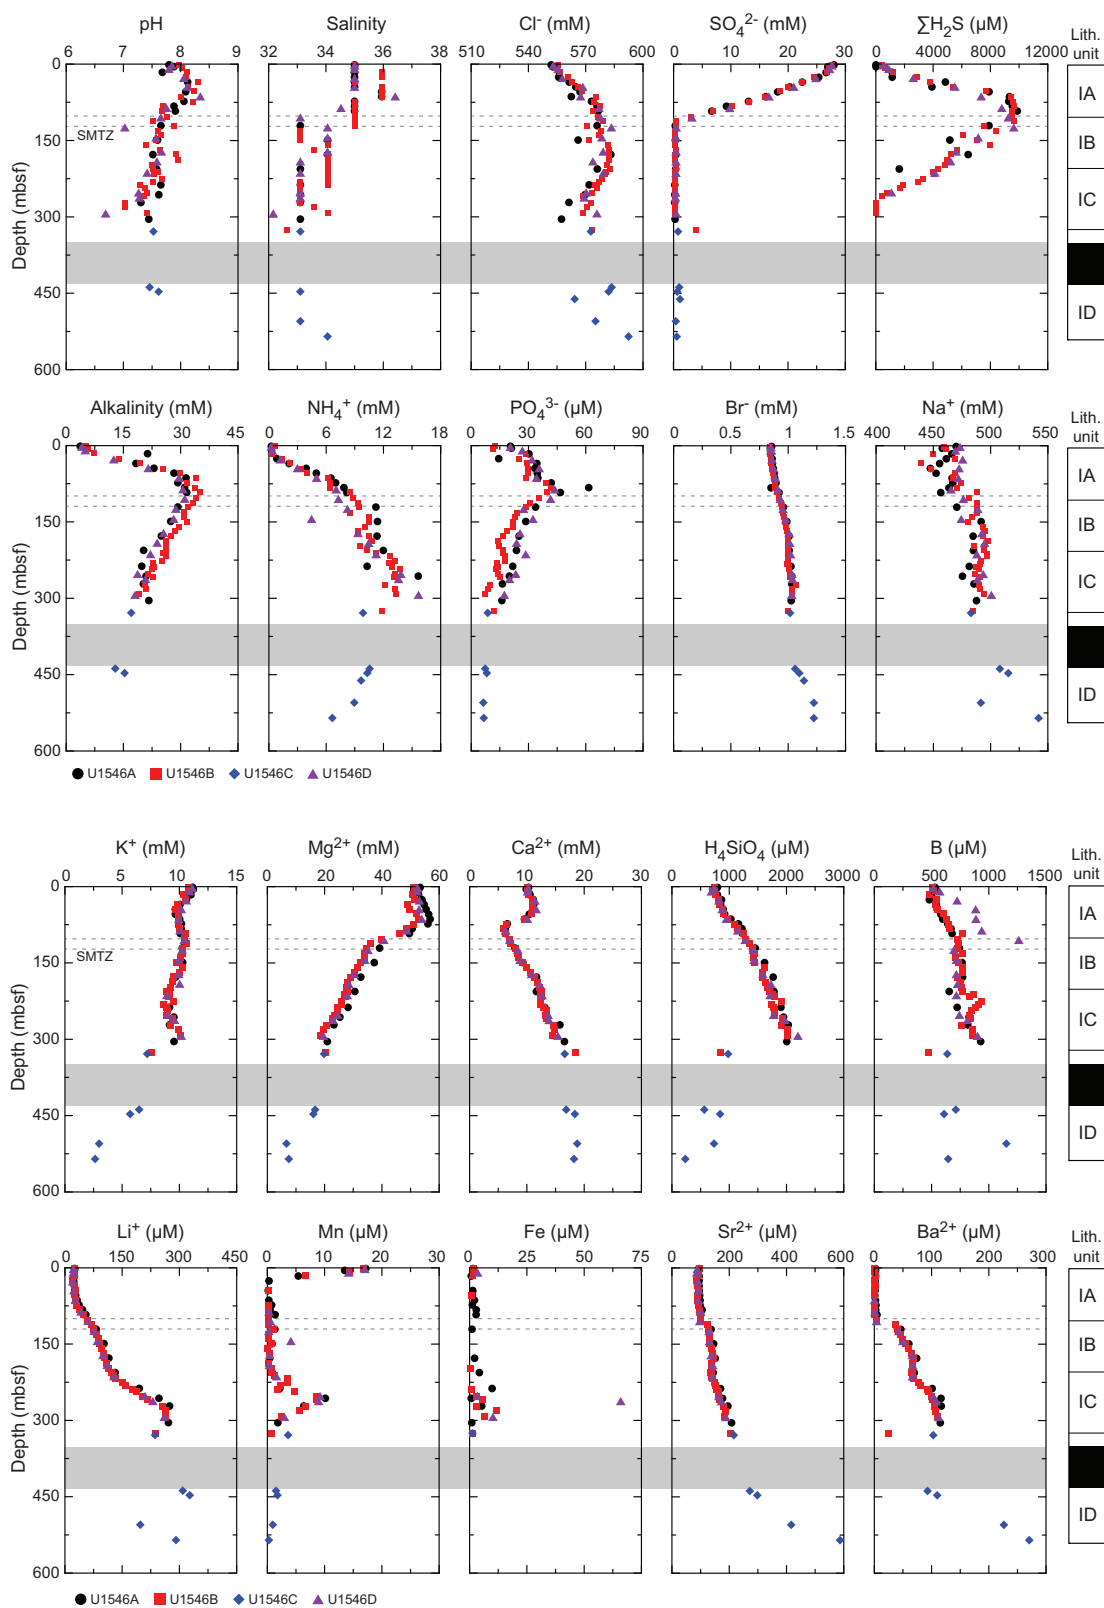 pH Salinity Cl⁻ (mM) SO₄²⁻ (mM) ∑H₂S (µM)
6 7 8 9 32 34 36 38 510 540 570 600 0 10 20 30 0 4000 8000 12000 Lith. unit
0 IA
150 SMTZ IB
300 IC
450 ID
600
Depth (mbsf)
Alkalinity (mM) NH₄⁺ (mM) PO₄³⁻ (µM) Br⁻ (mM) Na⁺ (mM)
0 15 30 45 0 6 12 18 0 25 50 75 0 0.5 1 1.5 400 450 500 550 Lith. unit
0 IA
150 IB
300 IC
450 ID
600
Depth (mbsf)
U1546A U1546B U1546C U1546D
K⁺ (mM) Mg²⁺ (mM) Ca²⁺ (mM) H₄SiO₄ (µM) B (µM)
0 5 10 15 0 20 40 60 0 10 20 30 0 1000 2000 3000 0 500 1000 1500 Lith. unit
0 IA
150 SMTZ IB
300 IC
450 ID
600
Depth (mbsf)
Li⁺ (µM) Mn (µM) Fe (µM) Sr²⁺ (µM) Ba²⁺ (µM)
0 150 300 450 0 10 20 30 0 25 50 75 0 200 400 600 0 100 200 300 Lith. unit
0 IA
150 IB
300 IC
450 ID
600
Depth (mbsf)
U1546A U1546B U1546C U1546D